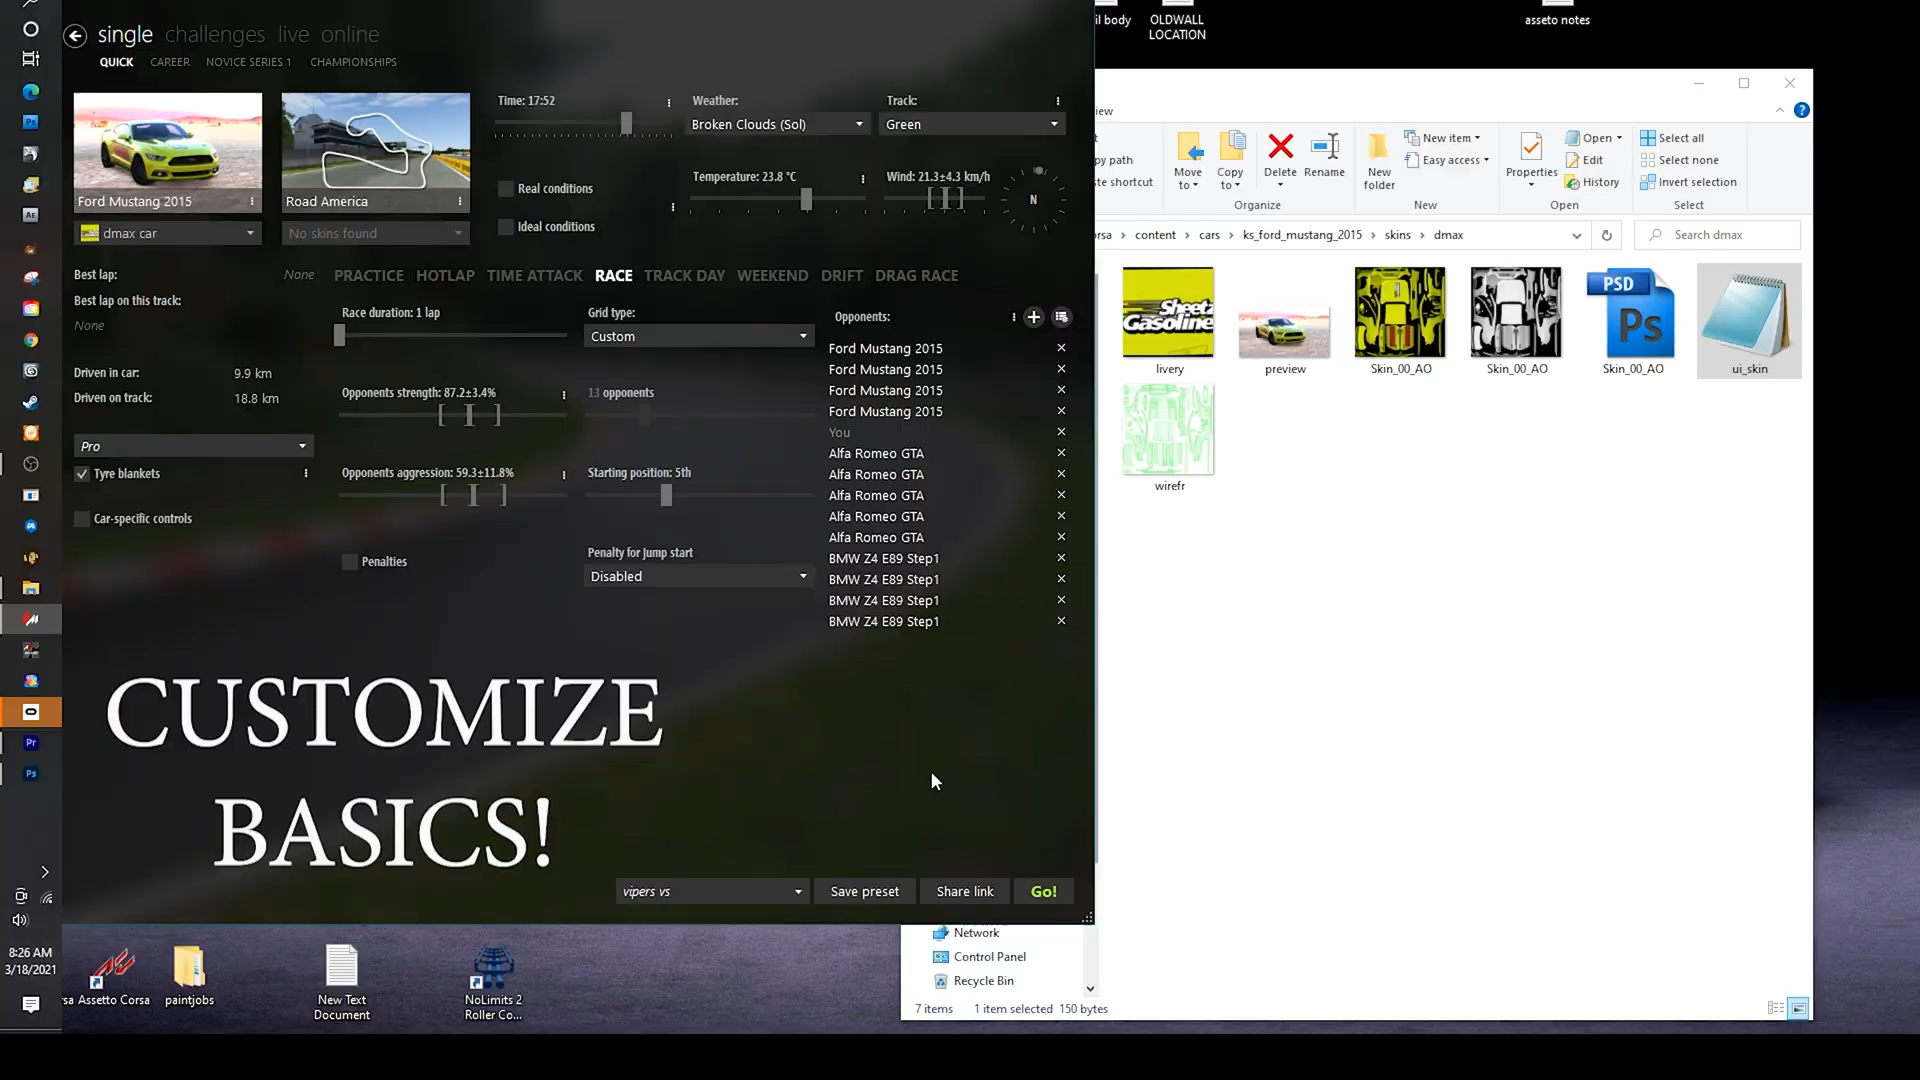 il body
OLDWALL
LOCATION
asseto notes
single challenges live online
QUICK CAREER NOVICE SERIES 1 CHAMPIONSHIPS
Ford Mustang 2015
Road America
dmax car
No skins found
Time: 17:52
Weather:
Broken Clouds (Sol)
Track:
Green
Real conditions
Ideal conditions
Temperature: 23.8 °C
Wind: 21.3±4.3 km/h
N
Best lap: None
Best lap on this track:
None
Driven in car: 9.9 km
Driven on track: 18.8 km
Pro
Tyre blankets
Car-specific controls
PRACTICE HOTLAP TIME ATTACK RACE TRACK DAY WEEKEND DRIFT DRAG RACE
Race duration: 1 lap
Grid type:
Custom
Opponents strength: 87.2±3.4%
13 opponents
Opponents aggression: 59.3±11.8%
Starting position: 5th
Penalties
Penalty for jump start
Disabled
Opponents:
Ford Mustang 2015
Ford Mustang 2015
Ford Mustang 2015
Ford Mustang 2015
You
Alfa Romeo GTA
Alfa Romeo GTA
Alfa Romeo GTA
Alfa Romeo GTA
Alfa Romeo GTA
BMW Z4 E89 Step1
BMW Z4 E89 Step1
BMW Z4 E89 Step1
BMW Z4 E89 Step1
CUSTOMIZE
BASICS!
vipers vs
Save preset
Share link
Go!
iew
t
py path
te shortcut
Move to
Copy to
Delete
Rename
Organize
New folder
New item
Easy access
New
Properties
Open
Edit
History
Open
Select all
Select none
Invert selection
Select
orsa > content > cars > ks_ford_mustang_2015 > skins > dmax
Search dmax
Sheetz
Gasoline
PSD
Ps
livery
preview
Skin_00_AO
Skin_00_AO
Skin_00_AO
ui_skin
wirefr
Network
Control Panel
Recycle Bin
7 items 1 item selected 150 bytes
Ps
Ae
Pr
Ps
8:26 AM
3/18/2021
sa Assetto Corsa
paintjobs
New Text
Document
NoLimits 2
Roller Co...